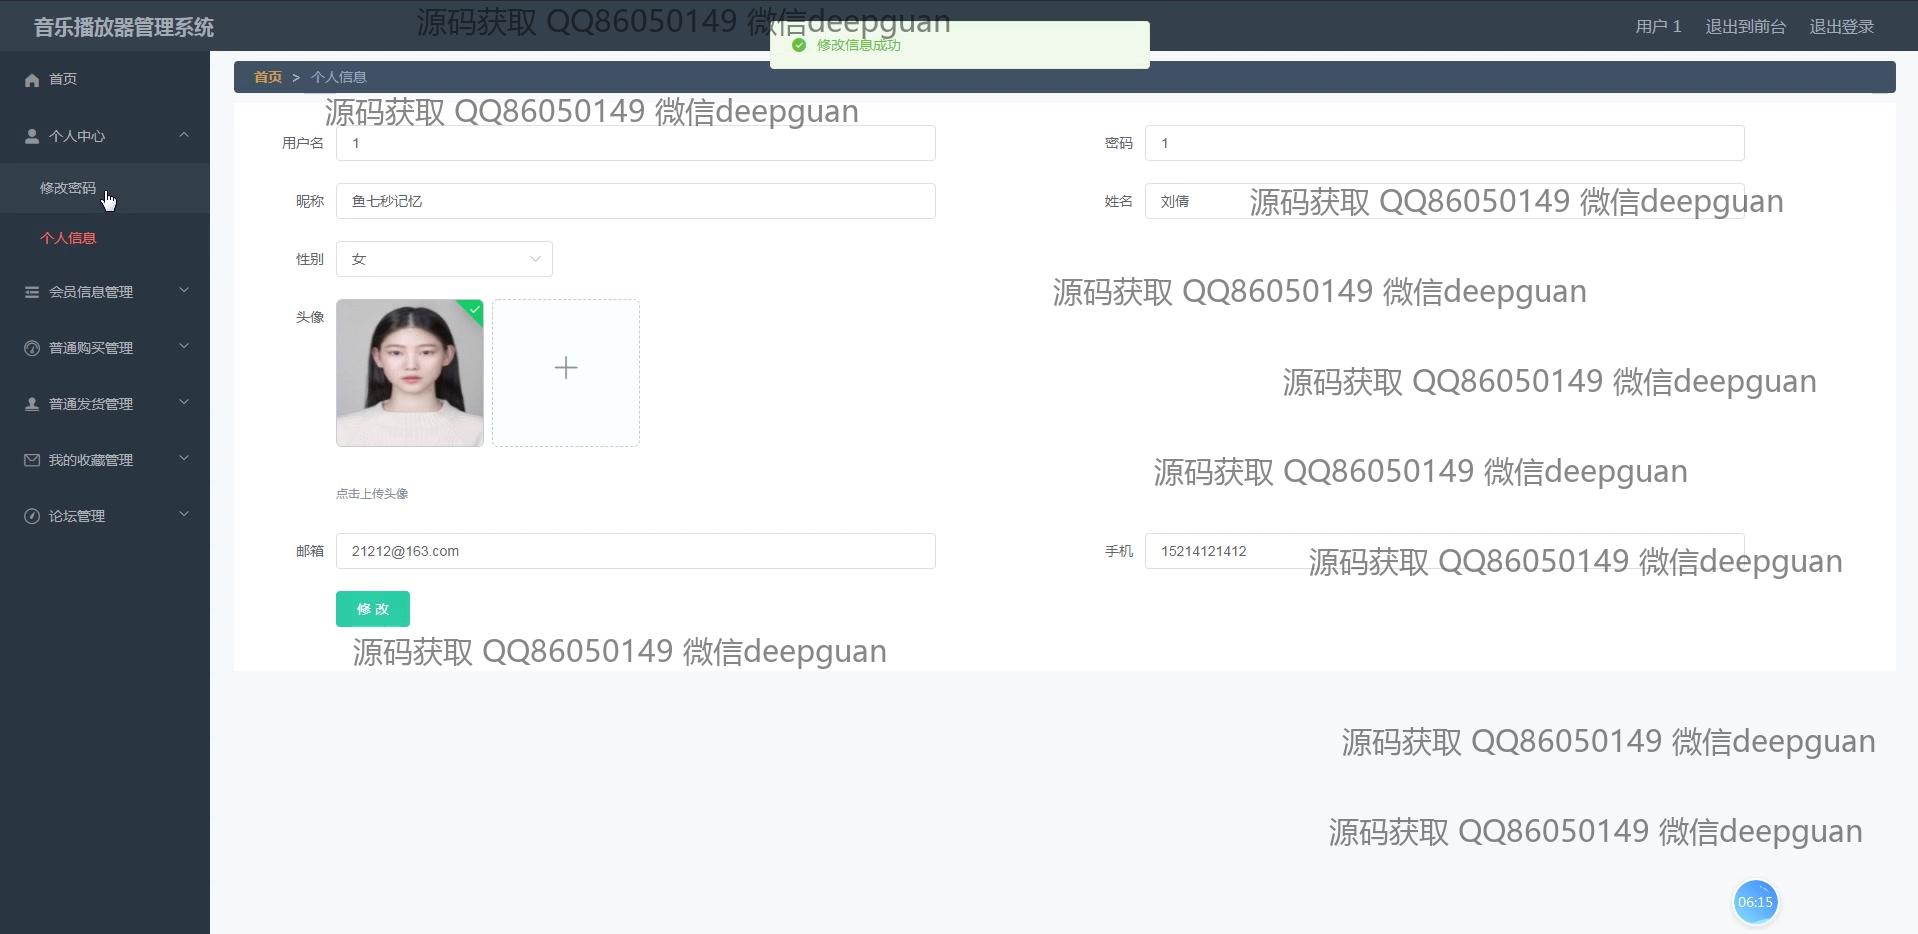 音乐播放器管理系统
源码获取 QQ86050149 微信deepguan
修改信息成功
用户 1 退出到前台 退出登录
首页
个人中心
修改密码
个人信息
会员信息管理
普通购买管理
普通发货管理
我的收藏管理
论坛管理
首页 > 个人信息
源码获取 QQ86050149 微信deepguan
用户名 1
密码 1
昵称 鱼七秒记忆
姓名 刘倩
源码获取 QQ86050149 微信deepguan
性别 女
源码获取 QQ86050149 微信deepguan
头像
源码获取 QQ86050149 微信deepguan
源码获取 QQ86050149 微信deepguan
点击上传头像
邮箱 21212@163.com
手机 15214121412
源码获取 QQ86050149 微信deepguan
修 改
源码获取 QQ86050149 微信deepguan
源码获取 QQ86050149 微信deepguan
源码获取 QQ86050149 微信deepguan
06:15